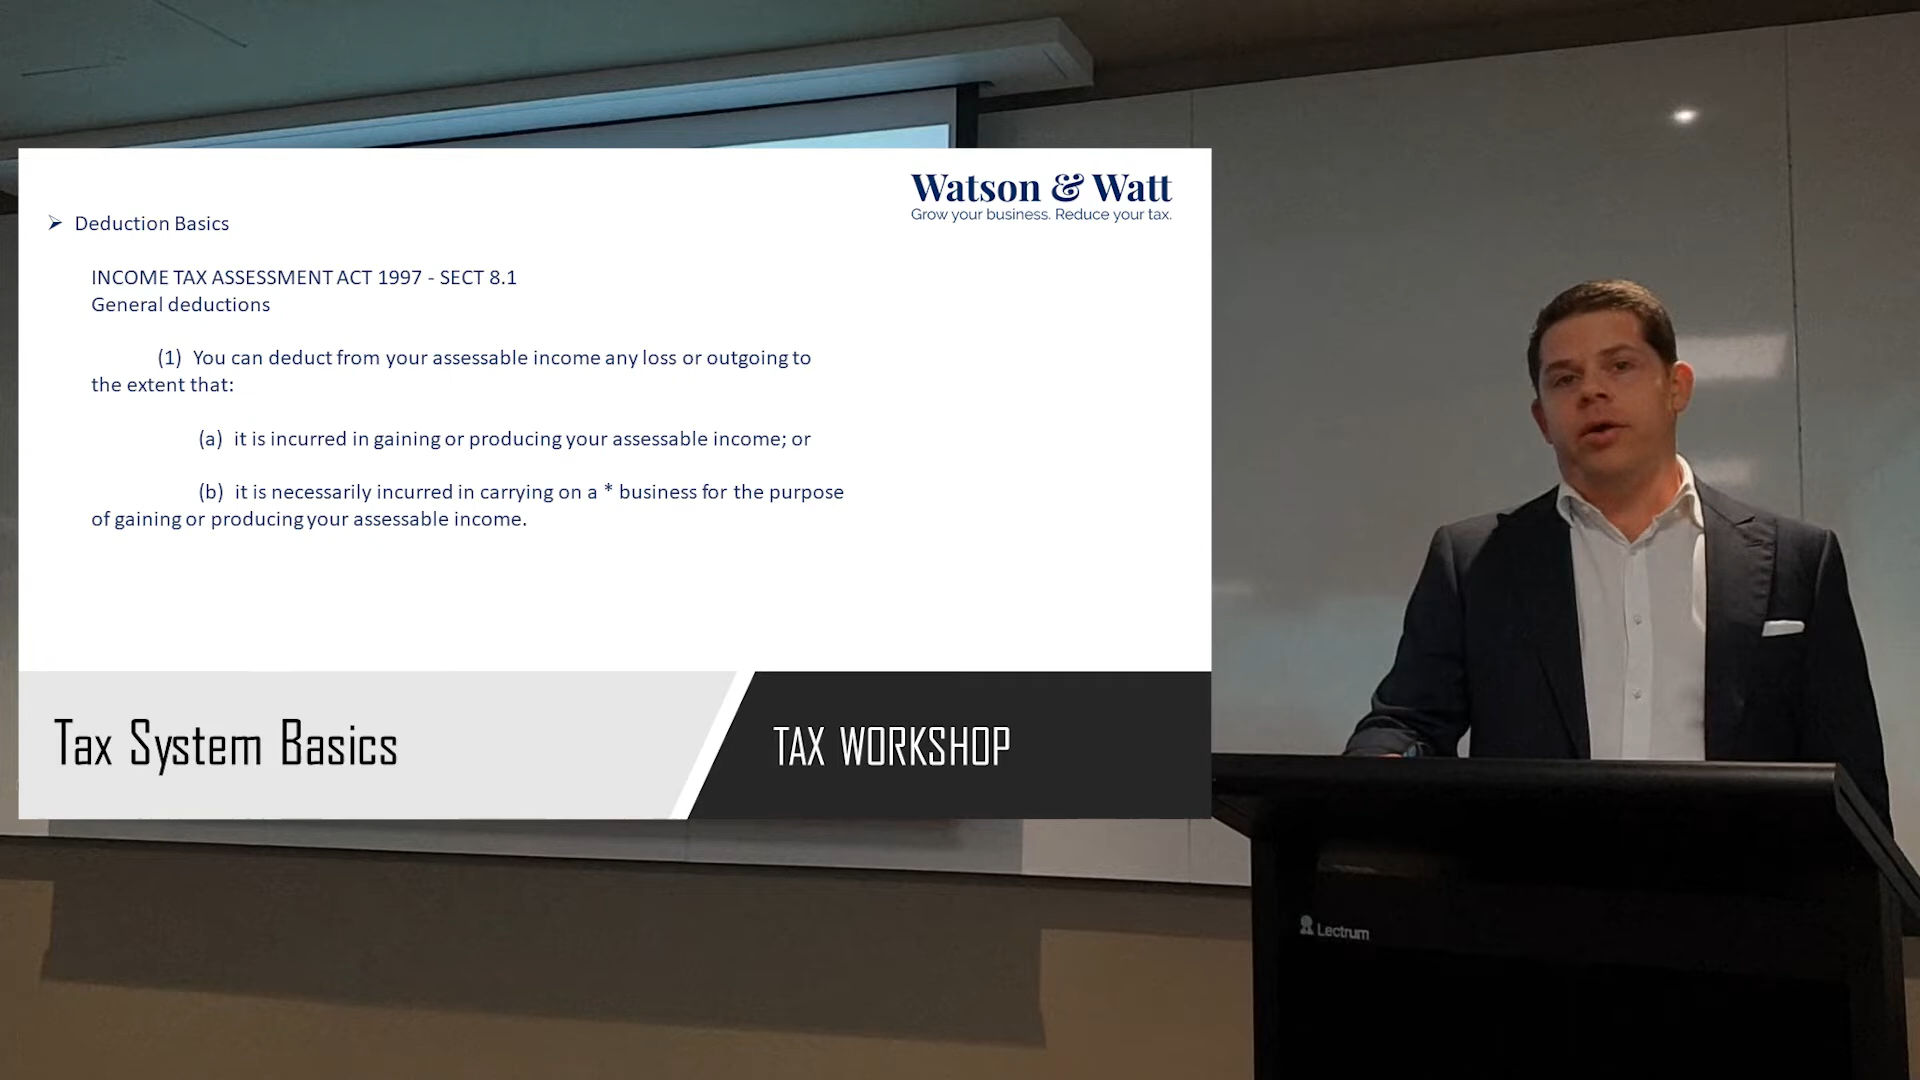 Watson & Watt
Grow your business. Reduce your tax.
Deduction Basics
INCOME TAX ASSESSMENT ACT 1997 - SECT 8.1
General deductions
(1) You can deduct from your assessable income any loss or outgoing to
the extent that:
(a) it is incurred in gaining or producing your assessable income; or
(b) it is necessarily incurred in carrying on a * business for the purpose
of gaining or producing your assessable income.
Tax System Basics
TAX WORKSHOP
Lectrum